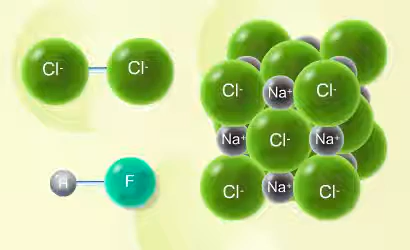 Cl⁻ Cl⁻
H F
Cl⁻ Na⁺ Cl⁻
Na⁺ Cl⁻ Na⁺
Cl⁻ Na⁺ Cl⁻